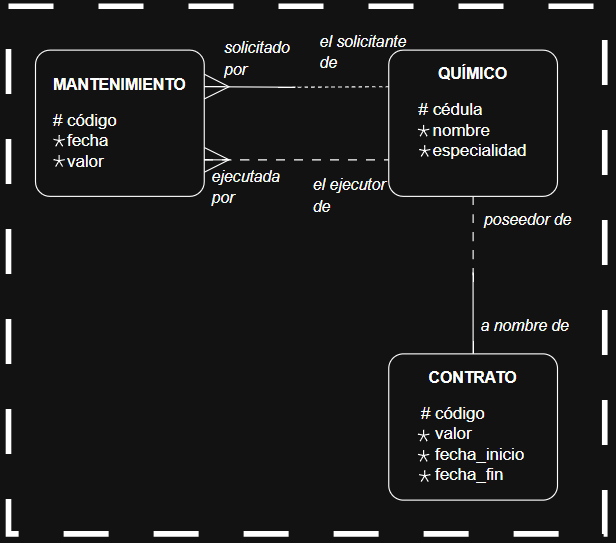 solicitado
por
el solicitante
de
MANTENIMIENTO
# código
* fecha
* valor
QUÍMICO
# cédula
* nombre
* especialidad
ejecutada
por
el ejecutor
de
poseedor de
a nombre de
CONTRATO
# código
* valor
* fecha_inicio
* fecha_fin